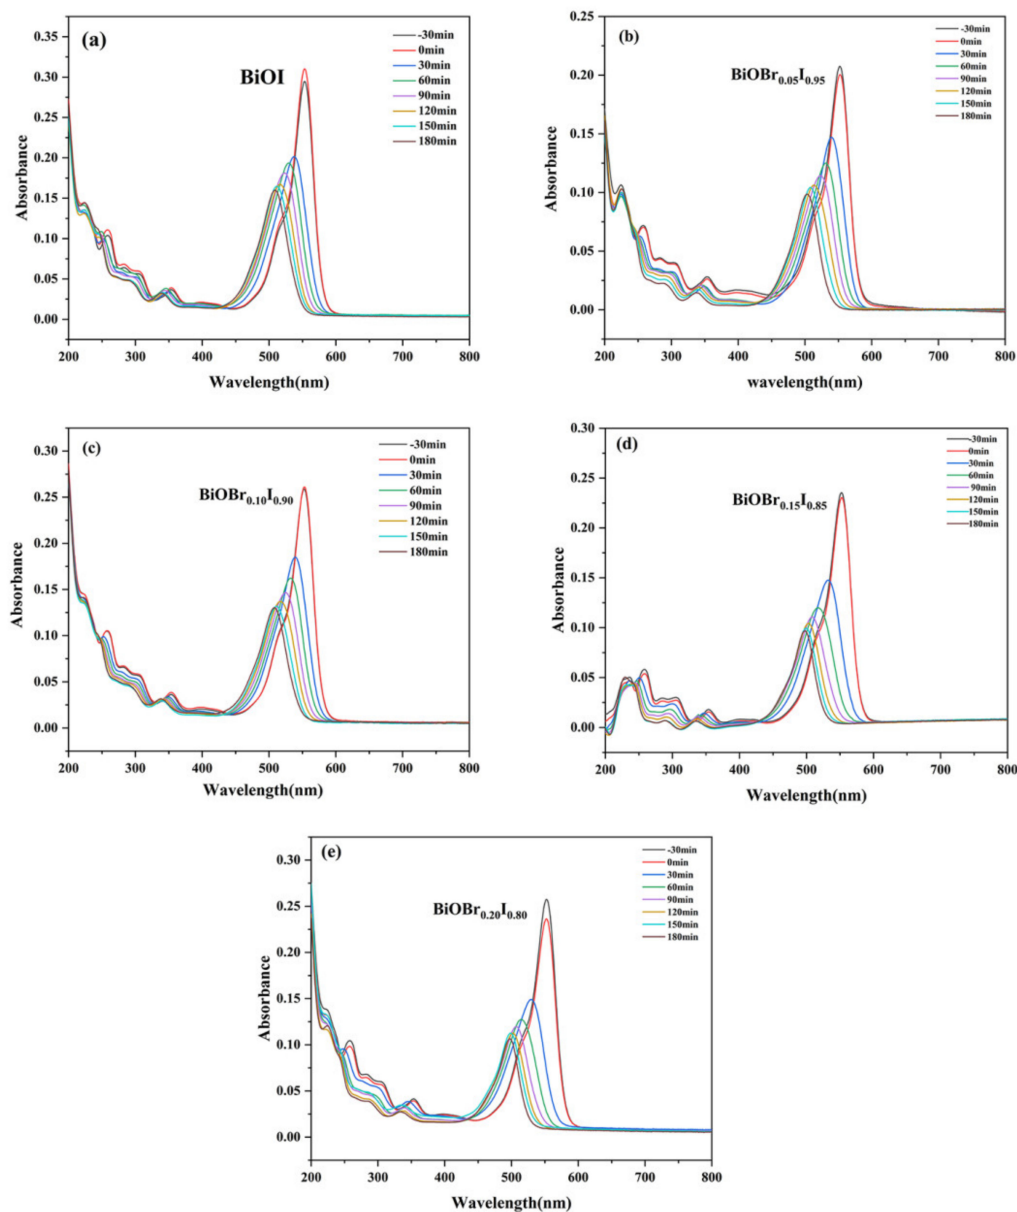 (a)
BiOI
-30min
0min
30min
60min
90min
120min
150min
180min
0.35
0.30
0.25
0.20
0.15
0.10
0.05
0.00
Absorbance
200 300 400 500 600 700 800
Wavelength(nm)
(b)
BiOBr0.05I0.95
-30min
0min
30min
60min
90min
120min
150min
180min
0.25
0.20
0.15
0.10
0.05
0.00
Absorbance
200 300 400 500 600 700 800
wavelength(nm)
(c)
BiOBr0.10I0.90
-30min
0min
30min
60min
90min
120min
150min
180min
0.30
0.25
0.20
0.15
0.10
0.05
0.00
Absorbance
200 300 400 500 600 700 800
Wavelength(nm)
(d)
BiOBr0.15I0.85
-30min
0min
30min
60min
90min
120min
150min
180min
0.30
0.25
0.20
0.15
0.10
0.05
0.00
Absorbance
200 300 400 500 600 700 800
Wavelength(nm)
(e)
BiOBr0.20I0.80
-30min
0min
30min
60min
90min
120min
150min
180min
0.30
0.25
0.20
0.15
0.10
0.05
0.00
Absorbance
200 300 400 500 600 700 800
Wavelength(nm)